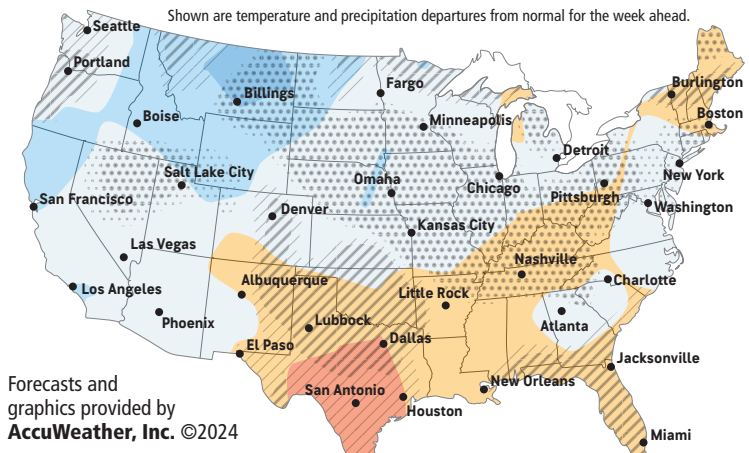 Shown are temperature and precipitation departures from normal for the week ahead.
Seattle
Portland
Billings
Fargo
Burlington
Boise
Minneapolis
Boston
Detroit
Salt Lake City
Omaha
Chicago
New York
San Francisco
Denver
Pittsburgh
Washington
Kansas City
Las Vegas
Nashville
Los Angeles
Albuquerque
Little Rock
Charlotte
Phoenix
Lubbock
Atlanta
El Paso
Dallas
Jacksonville
San Antonio
New Orleans
Houston
Miami
Forecasts and
graphics provided by
AccuWeather, Inc. ©2024